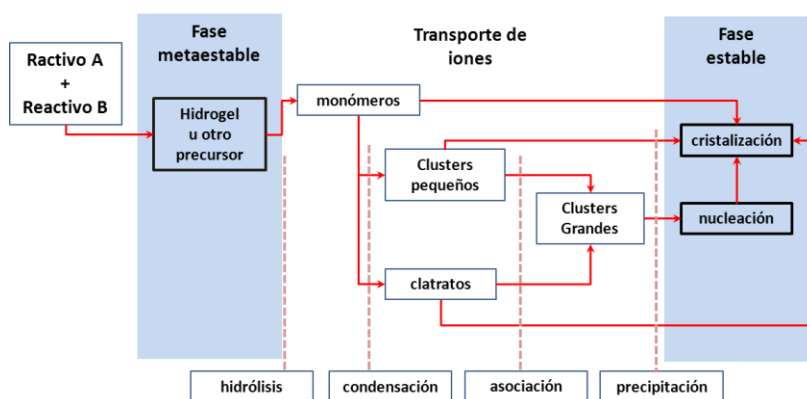 Ractivo A
+
Reactivo B
Fase
metaestable
Hidrogel
u otro
precursor
Transporte de
iones
monómeros
Clusters
pequeños
Clusters
Grandes
clatratos
Fase
estable
cristalización
nucleación
hidrólisis
condensación
asociación
precipitación